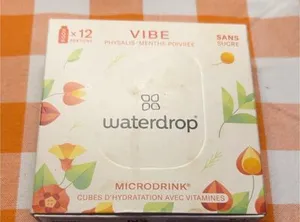 × 12
VIBE
PHYSALIS • MENTHE POIVRÉE
SANS
SUCRE
waterdrop
MICRODRINK®
CUBES D'HYDRATATION AVEC VITAMINES